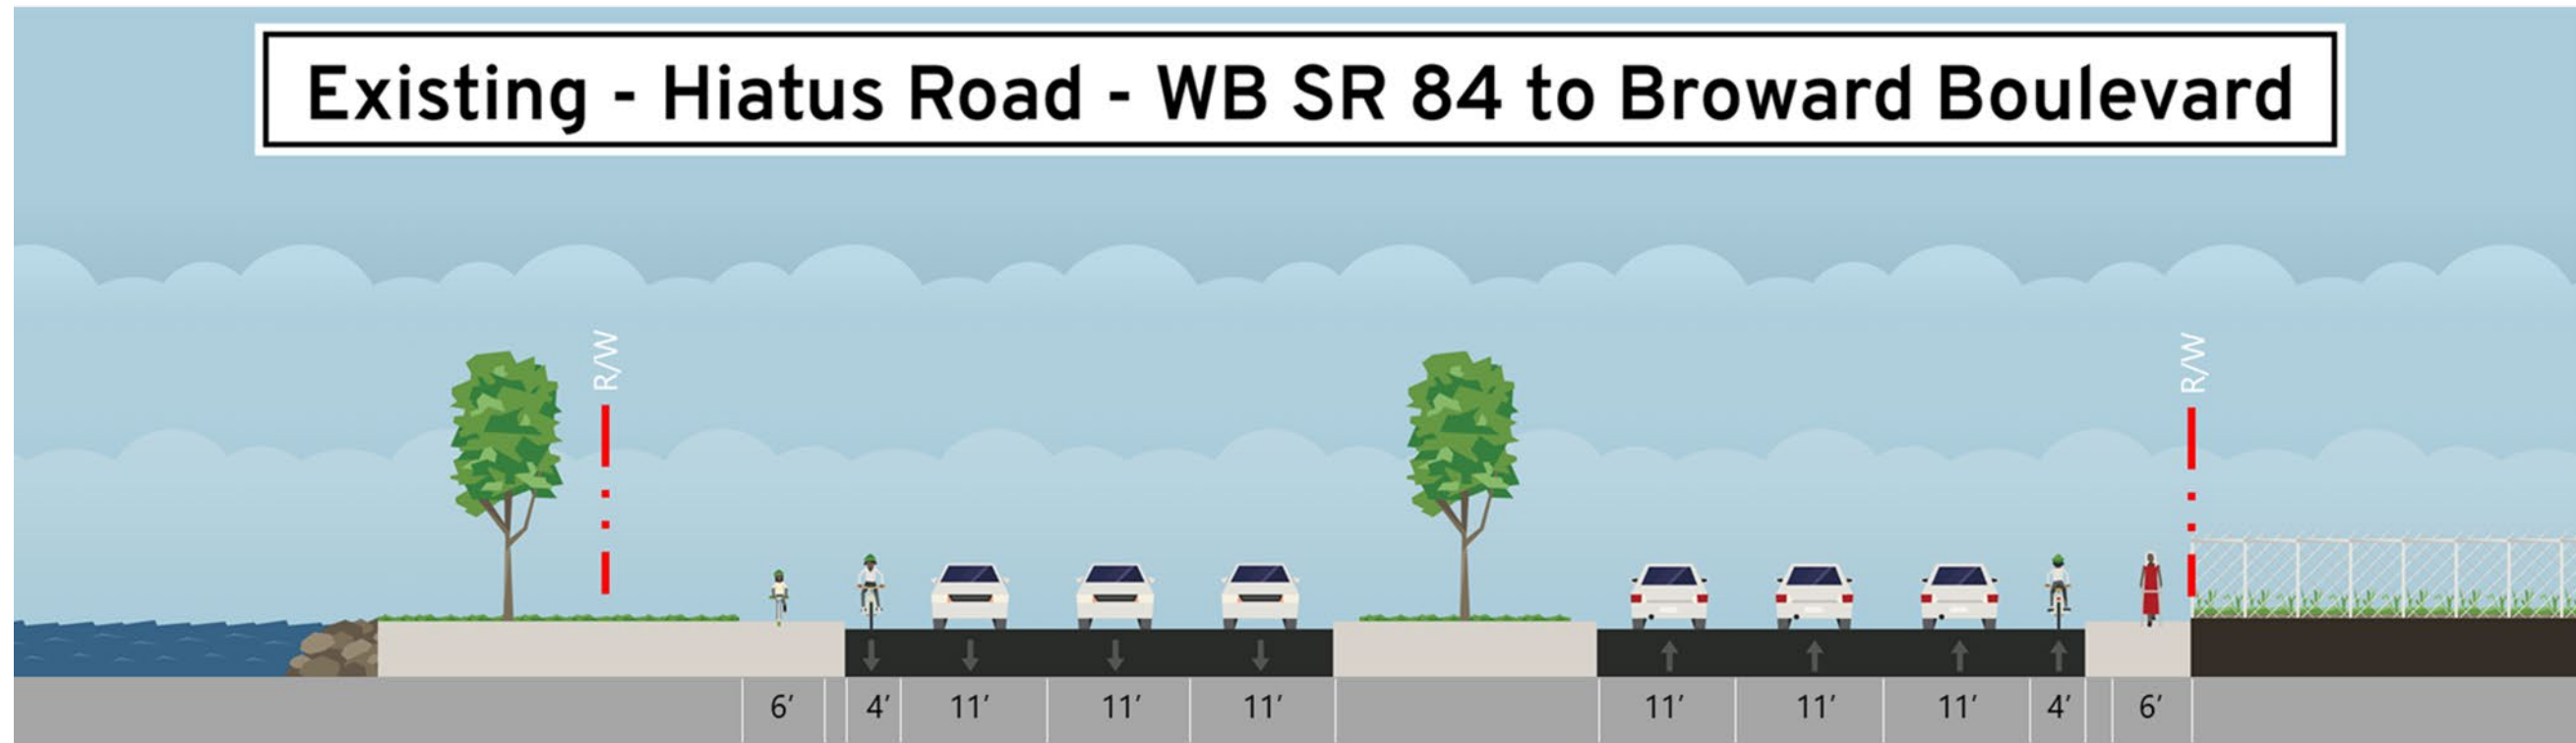 Existing - Hiatus Road - WB SR 84 to Broward Boulevard
R/W
R/W
6' 4' 11' 11' 11' 11' 11' 11' 4' 6'